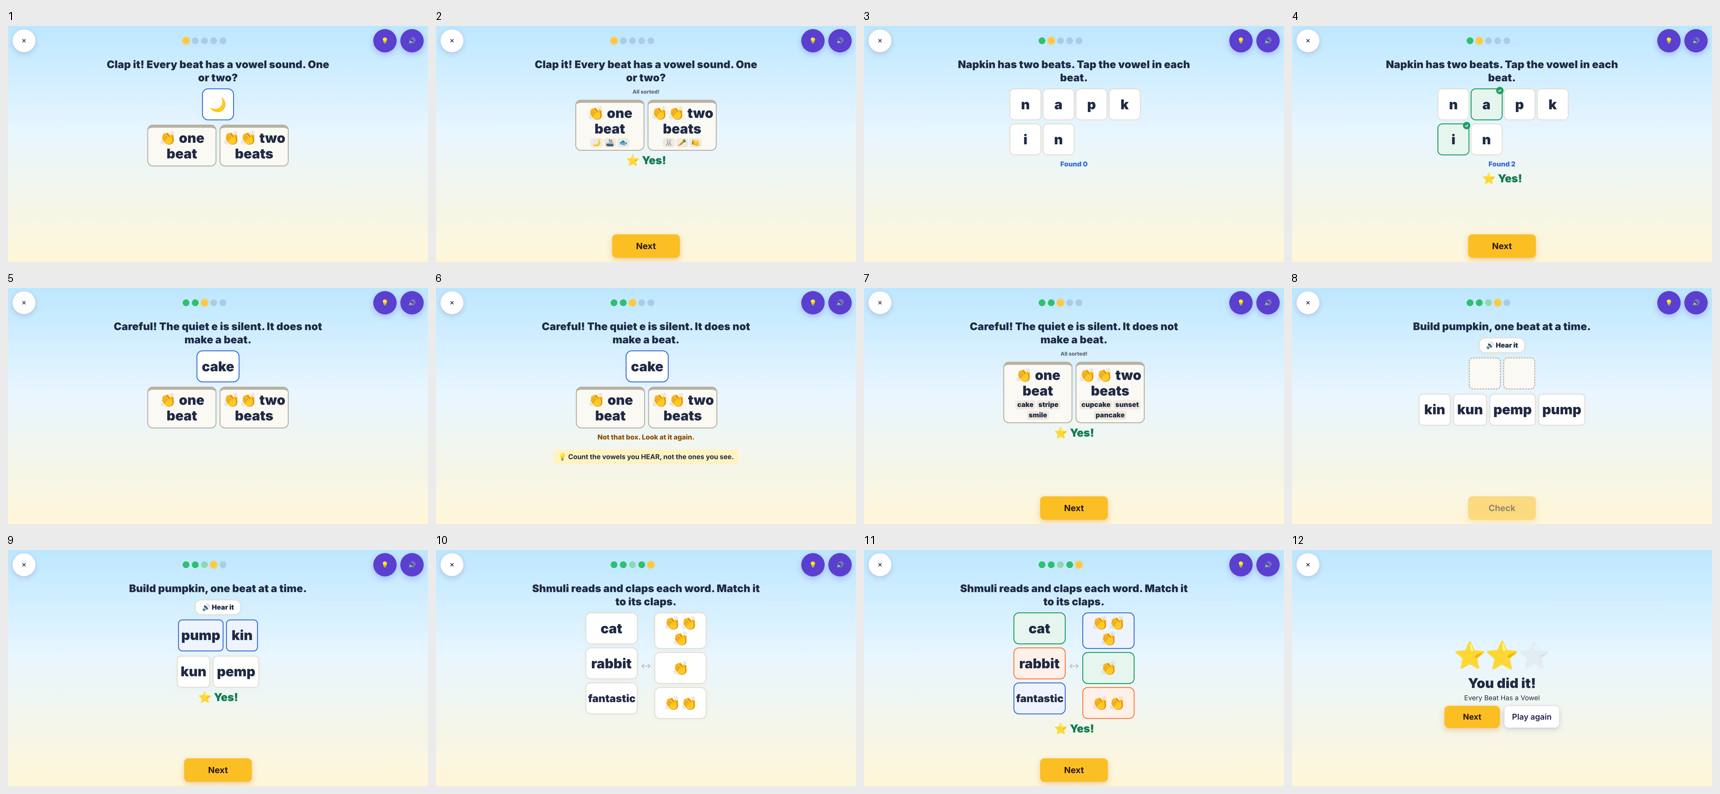 1
Clap it! Every beat has a vowel sound. One
or two?
one
beat
two
beats
2
Clap it! Every beat has a vowel sound. One
or two?
All sorted!
one
beat
two
beats
Yes!
Next
3
Napkin has two beats. Tap the vowel in each
beat.
n a p k
i n
Found 0
4
Napkin has two beats. Tap the vowel in each
beat.
n a p k
i n
Found 2
Yes!
Next
5
Careful! The quiet e is silent. It does not
make a beat.
cake
one
beat
two
beats
6
Careful! The quiet e is silent. It does not
make a beat.
cake
one
beat
two
beats
Not that box. Look at it again.
Count the vowels you HEAR, not the ones you see.
7
Careful! The quiet e is silent. It does not
make a beat.
All sorted!
one
beat
cake stripe
smile
two
beats
cupcake sunset
pancake
Yes!
Next
8
Build pumpkin, one beat at a time.
Hear it
kin kun pemp pump
Check
9
Build pumpkin, one beat at a time.
Hear it
pump kin
kun pemp
Yes!
Next
10
Shmuli reads and claps each word. Match it
to its claps.
cat
rabbit
fantastic
11
Shmuli reads and claps each word. Match it
to its claps.
cat
rabbit
fantastic
Yes!
Next
12
You did it!
Every Beat Has a Vowel
Next Play again